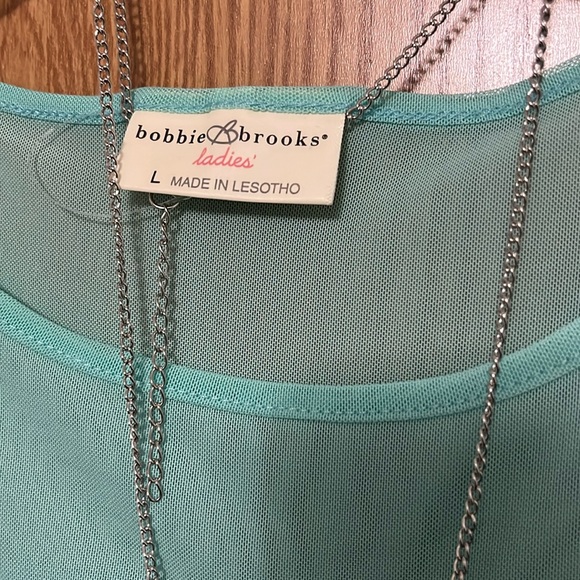 bobbie brooks®
ladies'
L MADE IN LESOTHO